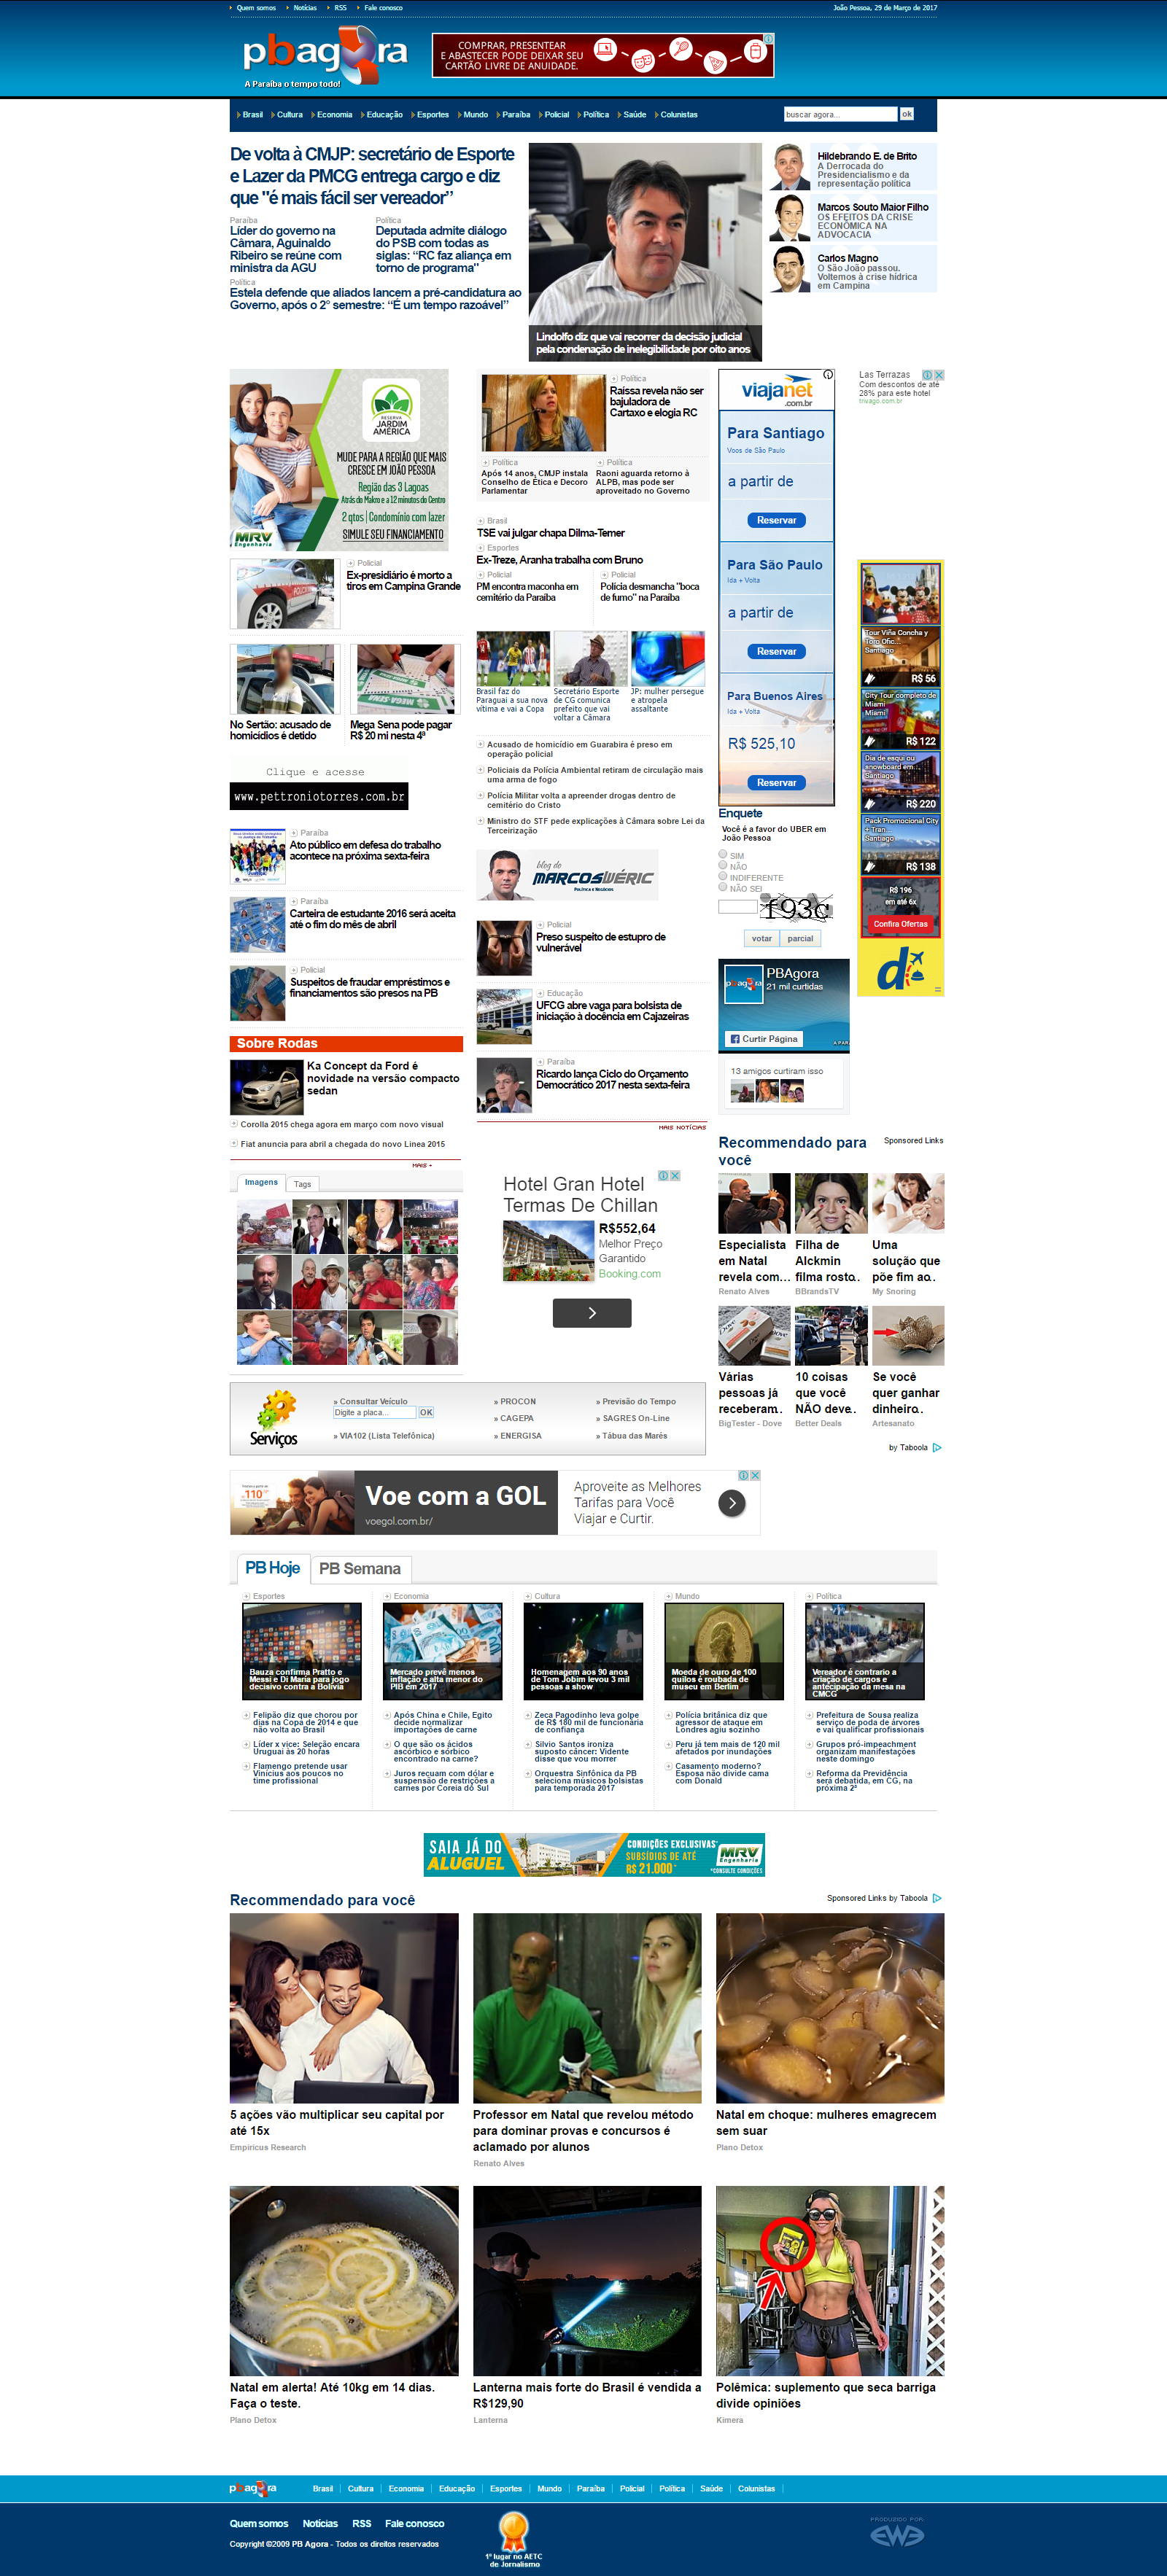 Quem somos Notícias RSS Fale conosco
João Pessoa, 29 de Março de 2017
pbagora
A Paraíba o tempo todo!
COMPRAR, PRESENTEAR
E ABASTECER PODE DEIXAR SEU
CARTÃO LIVRE DE ANUIDADE.
Brasil Cultura Economia Educação Esportes Mundo Paraíba Policial Política Saúde Colunistas
buscar agora... ok
De volta à CMJP: secretário de Esporte
e Lazer da PMCG entrega cargo e diz
que "é mais fácil ser vereador”
Paraíba
Líder do governo na
Câmara, Aguinaldo
Ribeiro se reúne com
ministra da AGU
Política
Deputada admite diálogo
do PSB com todas as
siglas: “RC faz aliança em
torno de programa"
Política
Estela defende que aliados lancem a pré-candidatura ao
Governo, após o 2° semestre: “É um tempo razoável”
Lindolfo diz que vai recorrer da decisão judicial
pela condenação de inelegibilidade por oito anos
Hildebrando E. de Brito
A Derrocada do
Presidencialismo e da
representação política
Marcos Souto Maior Filho
OS EFEITOS DA CRISE
ECONÔMICA NA
ADVOCACIA
Carlos Magno
O São João passou.
Voltemos à crise hídrica
em Campina
RESERVA
JARDIM
AMÉRICA
MUDE PARA A REGIÃO QUE MAIS
CRESCE EM JOÃO PESSOA
Região das 3 Lagoas
Atrás do Makro e a 12 minutos do Centro
2 qtos | Condomínio com lazer
SIMULE SEU FINANCIAMENTO
MRV
Engenharia
Policial
Ex-presidiário é morto a
tiros em Campina Grande
No Sertão: acusado de
homicídios é detido
Mega Sena pode pagar
R$ 20 mi nesta 4ª
Clique e acesse
www.pettroniotorres.com.br
Paraíba
Ato público em defesa do trabalho
acontece na próxima sexta-feira
Paraíba
Carteira de estudante 2016 será aceita
até o fim do mês de abril
Policial
Suspeitos de fraudar empréstimos e
financiamentos são presos na PB
Sobre Rodas
Ka Concept da Ford é
novidade na versão compacto
sedan
Corolla 2015 chega agora em março com novo visual
Fiat anuncia para abril a chegada do novo Linea 2015
MAIS +
Imagens Tags
Política
Raíssa revela não ser
bajuladora de
Cartaxo e elogia RC
Política
Após 14 anos, CMJP instala
Conselho de Ética e Decoro
Parlamentar
Política
Raoni aguarda retorno à
ALPB, mas pode ser
aproveitado no Governo
Brasil
TSE vai julgar chapa Dilma-Temer
Esportes
Ex-Treze, Aranha trabalha com Bruno
Policial
PM encontra maconha em
cemitério da Paraíba
Policial
Polícia desmancha "boca
de fumo" na Paraíba
Brasil faz do
Paraguai a sua nova
vítima e vai a Copa
Secretário Esporte
de CG comunica
prefeito que vai
voltar a Câmara
JP: mulher persegue
e atropela
assaltante
Acusado de homicídio em Guarabira é preso em
operação policial
Policiais da Polícia Ambiental retiram de circulação mais
uma arma de fogo
Polícia Militar volta a apreender drogas dentro de
cemitério do Cristo
Ministro do STF pede explicações à Câmara sobre Lei da
Terceirização
blog do
MARCOSWÉRIC
POLÍTICA E NEGÓCIOS
Policial
Preso suspeito de estupro de
vulnerável
Educação
UFCG abre vaga para bolsista de
iniciação à docência em Cajazeiras
Paraíba
Ricardo lança Ciclo do Orçamento
Democrático 2017 nesta sexta-feira
MAIS NOTÍCIAS
Hotel Gran Hotel
Termas De Chillan
R$552,64
Melhor Preço
Garantido
Booking.com
viajanet
.com.br
Para Santiago
Voos de São Paulo
a partir de
Reservar
Para São Paulo
Ida + Volta
a partir de
Reservar
Para Buenos Aires
Ida + Volta
R$ 525,10
Reservar
Enquete
Você é a favor do UBER em
João Pessoa
SIM
NÃO
INDIFERENTE
NÃO SEI
f93c
votar parcial
PBAgora
21 mil curtidas
Curtir Página
13 amigos curtiram isso
Las Terrazas
Com descontos de até
28% para este hotel
trivago.com.br
Tour Viña Concha y
Toro Ofic...
Santiago
R$ 56
City Tour completo de
Miami
Miami
R$ 122
Dia de esqui ou
snowboard em...
Santiago
R$ 220
Pack Promocional City
+ Tran...
Santiago
R$ 138
R$ 196
em até 6x
Confira Ofertas
Recomendado para
você
Sponsored Links
Especialista
em Natal
revela com...
Renato Alves
Filha de
Alckmin
filma rosto..
BBrandsTV
Uma
solução que
põe fim ao..
My Snoring
Várias
pessoas já
receberam..
BigTester - Dove
10 coisas
que você
NÃO deve..
Better Deals
Se você
quer ganhar
dinheiro..
Artesanato
by Taboola
Serviços
» Consultar Veículo
Digite a placa... OK
» VIA102 (Lista Telefônica)
» PROCON
» CAGEPA
» ENERGISA
» Previsão do Tempo
» SAGRES On-Line
» Tábua das Marés
110
Voe com a GOL
voegol.com.br/
Aproveite as Melhores
Tarifas para Você
Viajar e Curtir.
PB Hoje PB Semana
Esportes
Bauza confirma Pratto e
Messi e Di María para jogo
decisivo contra a Bolívia
Felipão diz que chorou por
dias na Copa de 2014 e que
não volta ao Brasil
Líder x vice: Seleção encara
Uruguai às 20 horas
Flamengo pretende usar
Vinícius aos poucos no
time profissional
Economia
Mercado prevê menos
inflação e alta menor do
PIB em 2017
Após China e Chile, Egito
decide normalizar
importações de carne
O que são os ácidos
ascórbico e sórbico
encontrado na carne?
Juros recuam com dólar e
suspensão de restrições a
carnes por Coreia do Sul
Cultura
Homenagem aos 90 anos
de Tom Jobim levou 3 mil
pessoas a show
Zeca Pagodinho leva golpe
de R$ 180 mil de funcionária
de confiança
Silvio Santos ironiza
suposto câncer: Vidente
disse que vou morrer
Orquestra Sinfônica da PB
seleciona músicos bolsistas
para temporada 2017
Mundo
Moeda de ouro de 100
quilos é roubada de
museu em Berlim
Polícia britânica diz que
agressor de ataque em
Londres agiu sozinho
Peru já tem mais de 120 mil
afetados por inundações
Casamento moderno?
Esposa não divide cama
com Donald
Política
Vereador é contrario a
criação de cargos e
antecipação da mesa na
CMCG
Prefeitura de Sousa realiza
serviço de poda de árvores
e vai qualificar profissionais
Grupos pró-impeachment
organizam manifestações
neste domingo
Reforma da Previdência
será debatida, em CG, na
próxima 2ª
SAIA JÁ DO
ALUGUEL
CONDIÇÕES EXCLUSIVAS*
SUBSÍDIOS DE ATÉ
R$ 21.000*
MRV
Engenharia
*CONSULTE CONDIÇÕES
Recomendado para você
Sponsored Links by Taboola
5 ações vão multiplicar seu capital por
até 15x
Empiricus Research
Professor em Natal que revelou método
para dominar provas e concursos é
aclamado por alunos
Renato Alves
Natal em choque: mulheres emagrecem
sem suar
Plano Detox
Natal em alerta! Até 10kg em 14 dias.
Faça o teste.
Plano Detox
Lanterna mais forte do Brasil é vendida a
R$129,90
Lanterna
Polêmica: suplemento que seca barriga
divide opiniões
Kimera
pbagora
Brasil Cultura Economia Educação Esportes Mundo Paraíba Policial Política Saúde Colunistas
Quem somos Notícias RSS Fale conosco
Copyright ©2009 PB Agora - Todos os direitos reservados
1º lugar no AETC
de Jornalismo
PRODUZIDO POR: